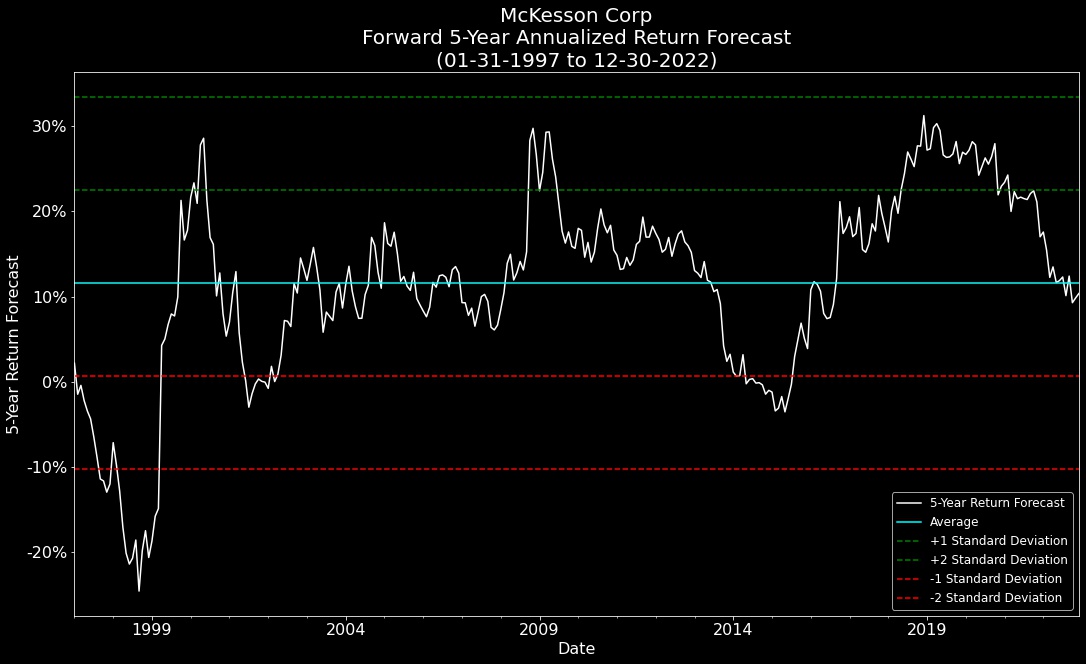 McKesson Corp
Forward 5-Year Annualized Return Forecast
(01-31-1997 to 12-30-2022)
5-Year Return Forecast
30%
20%
10%
0%
-10%
-20%
5-Year Return Forecast
Average
+1 Standard Deviation
+2 Standard Deviation
-1 Standard Deviation
-2 Standard Deviation
1999 2004 2009 2014 2019
Date